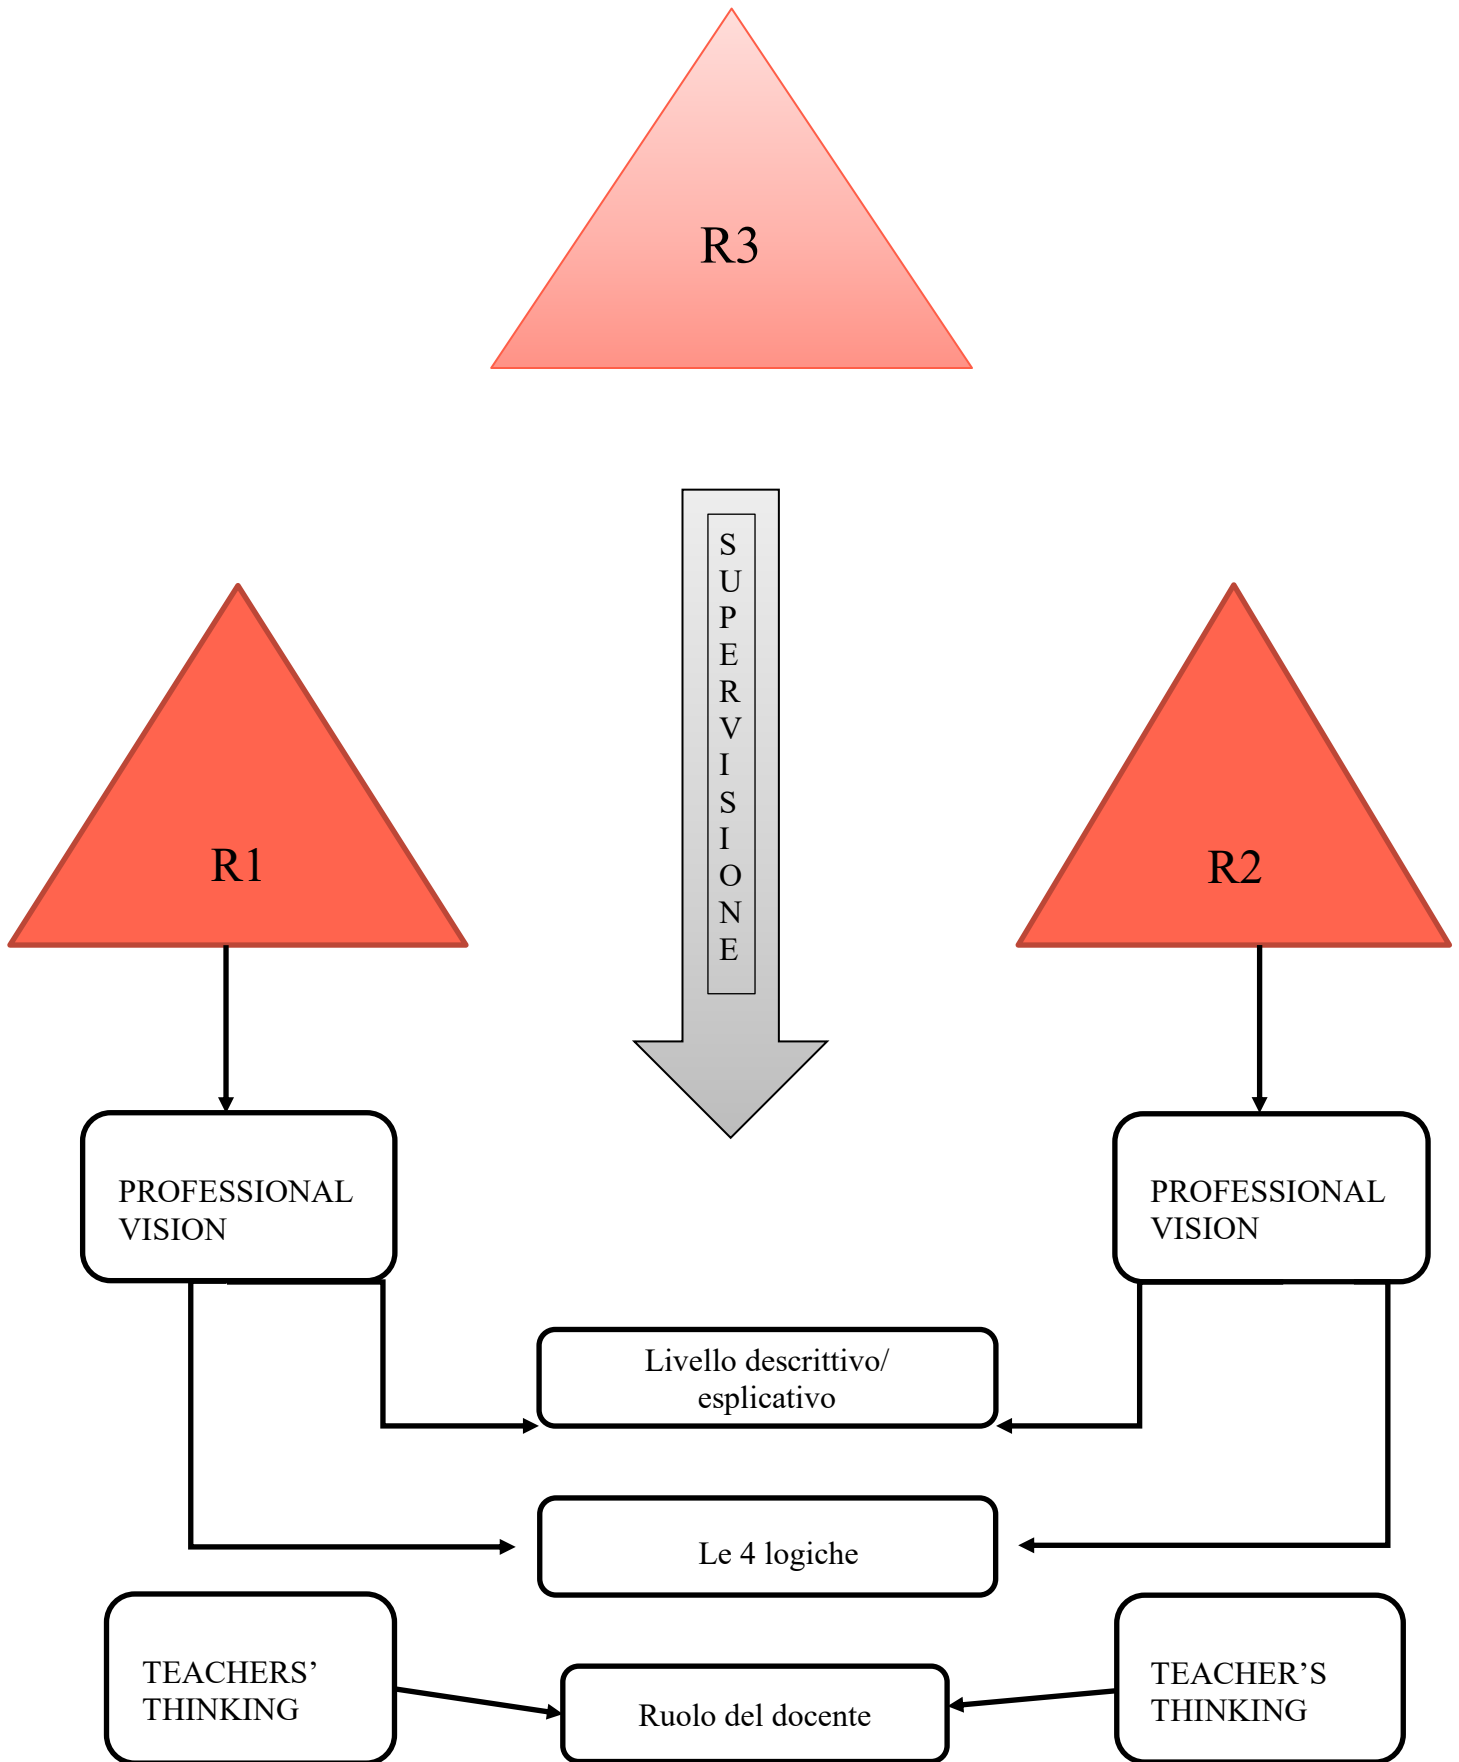 R3
S
U
P
E
R
V
I
S
I
O
N
E
R1
R2
PROFESSIONAL
VISION
PROFESSIONAL
VISION
Livello descrittivo/
esplicativo
Le 4 logiche
TEACHERS’
THINKING
Ruolo del docente
TEACHER’S
THINKING